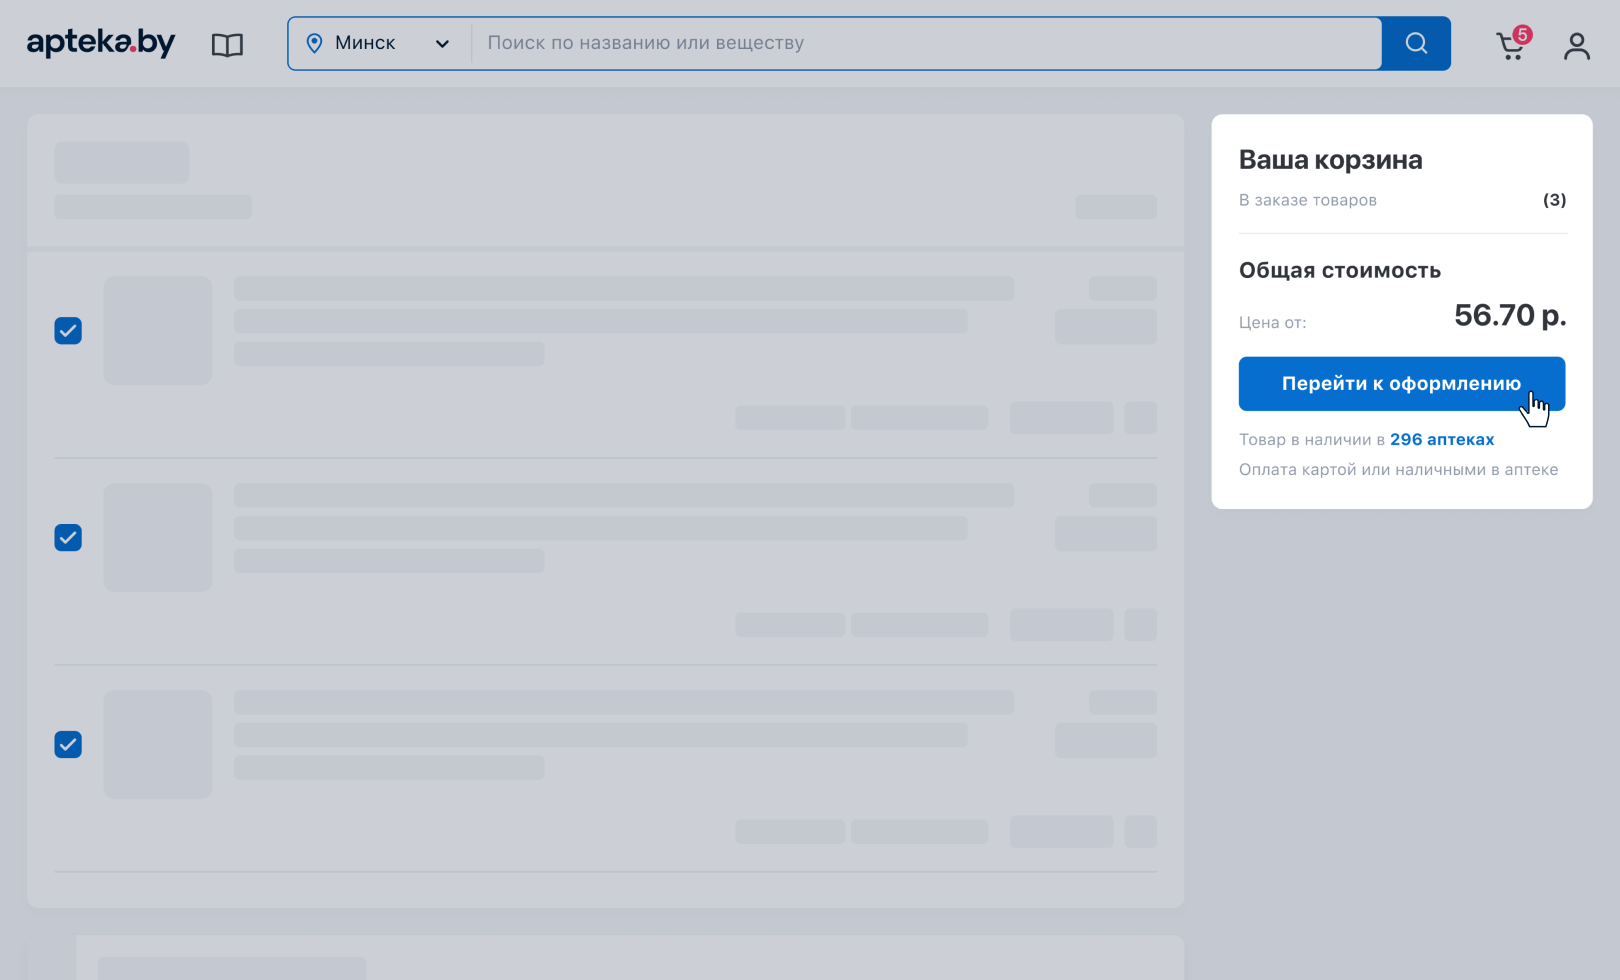 apteka.by
Минск
Поиск по названию или веществу
5
Ваша корзина
В заказе товаров (3)
Общая стоимость
Цена от: 56.70 р.
Перейти к оформлению
Товар в наличии в 296 аптеках
Оплата картой или наличными в аптеке